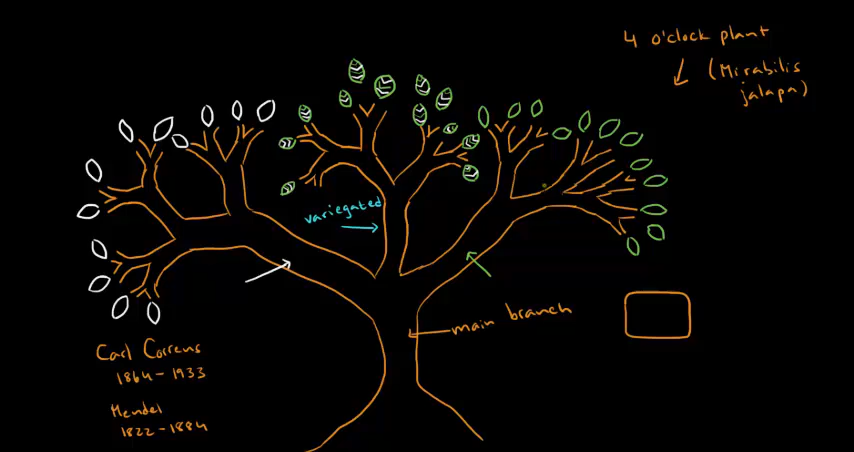 4 o'clock plant
(Mirabilis
jalapa)
variegated
main branch
Carl Correns
1864-1933
Mendel
1822-1884